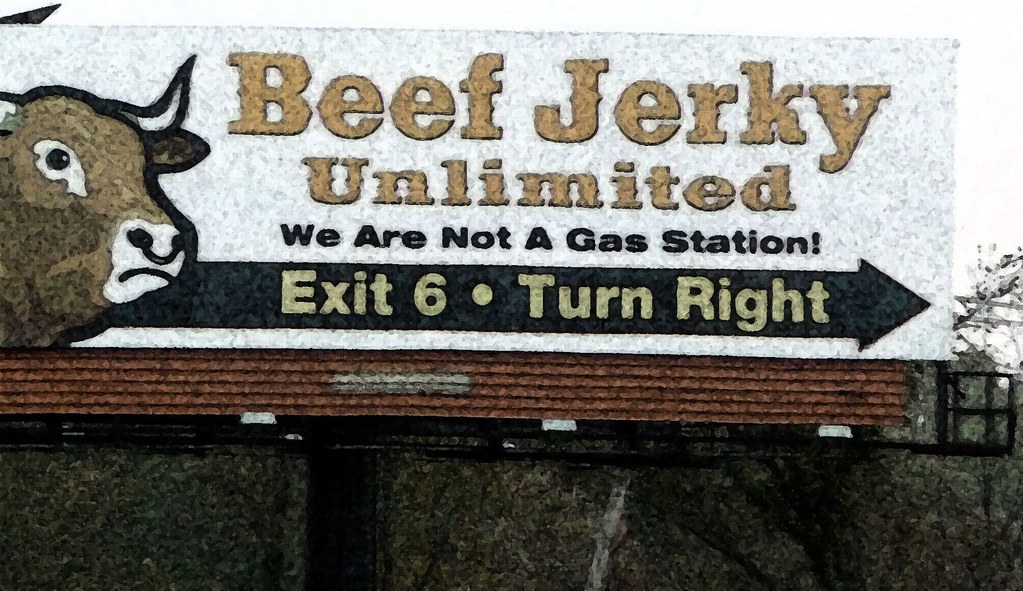 Beef Jerky
Unlimited
We Are Not A Gas Station!
Exit 6 • Turn Right